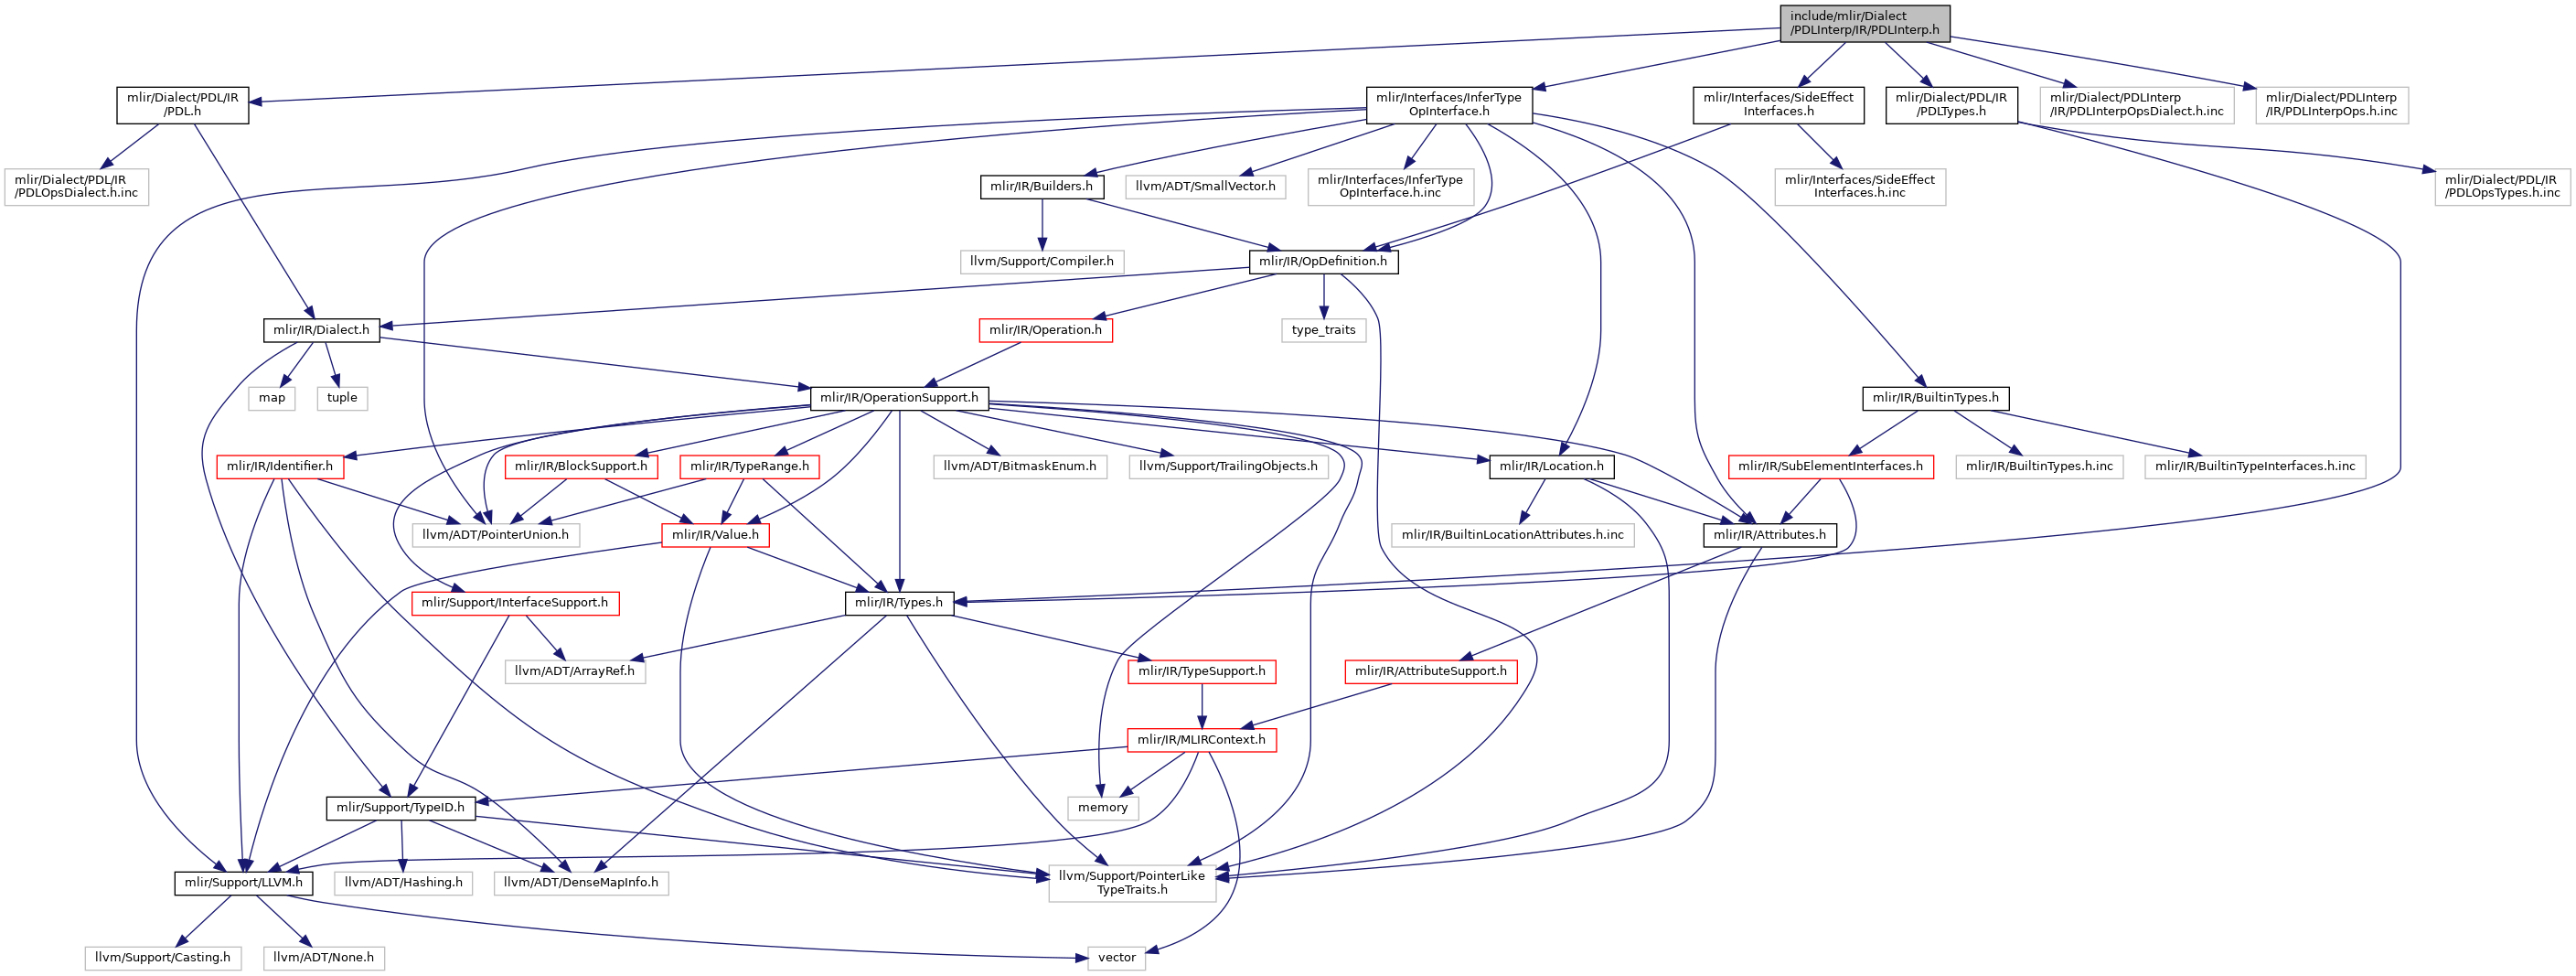 include/mlir/Dialect
/PDLInterp/IR/PDLInterp.h
mlir/Dialect/PDL/IR
/PDL.h
mlir/Interfaces/InferType
OpInterface.h
mlir/Interfaces/SideEffect
Interfaces.h
mlir/Dialect/PDL/IR
/PDLTypes.h
mlir/Dialect/PDLInterp
/IR/PDLInterpOpsDialect.h.inc
mlir/Dialect/PDLInterp
/IR/PDLInterpOps.h.inc
mlir/Dialect/PDL/IR
/PDLOpsDialect.h.inc
mlir/IR/Builders.h
llvm/ADT/SmallVector.h
mlir/Interfaces/InferType
OpInterface.h.inc
mlir/Interfaces/SideEffect
Interfaces.h.inc
mlir/Dialect/PDL/IR
/PDLOpsTypes.h.inc
llvm/Support/Compiler.h
mlir/IR/OpDefinition.h
mlir/IR/Dialect.h
mlir/IR/Operation.h
type_traits
map
tuple
mlir/IR/OperationSupport.h
mlir/IR/BuiltinTypes.h
mlir/IR/Identifier.h
mlir/IR/BlockSupport.h
mlir/IR/TypeRange.h
llvm/ADT/BitmaskEnum.h
llvm/Support/TrailingObjects.h
mlir/IR/Location.h
mlir/IR/SubElementInterfaces.h
mlir/IR/BuiltinTypes.h.inc
mlir/IR/BuiltinTypeInterfaces.h.inc
llvm/ADT/PointerUnion.h
mlir/IR/Value.h
mlir/IR/BuiltinLocationAttributes.h.inc
mlir/IR/Attributes.h
mlir/Support/InterfaceSupport.h
mlir/IR/Types.h
llvm/ADT/ArrayRef.h
mlir/IR/TypeSupport.h
mlir/IR/AttributeSupport.h
mlir/IR/MLIRContext.h
mlir/Support/TypeID.h
memory
mlir/Support/LLVM.h
llvm/ADT/Hashing.h
llvm/ADT/DenseMapInfo.h
llvm/Support/PointerLike
TypeTraits.h
llvm/Support/Casting.h
llvm/ADT/None.h
vector